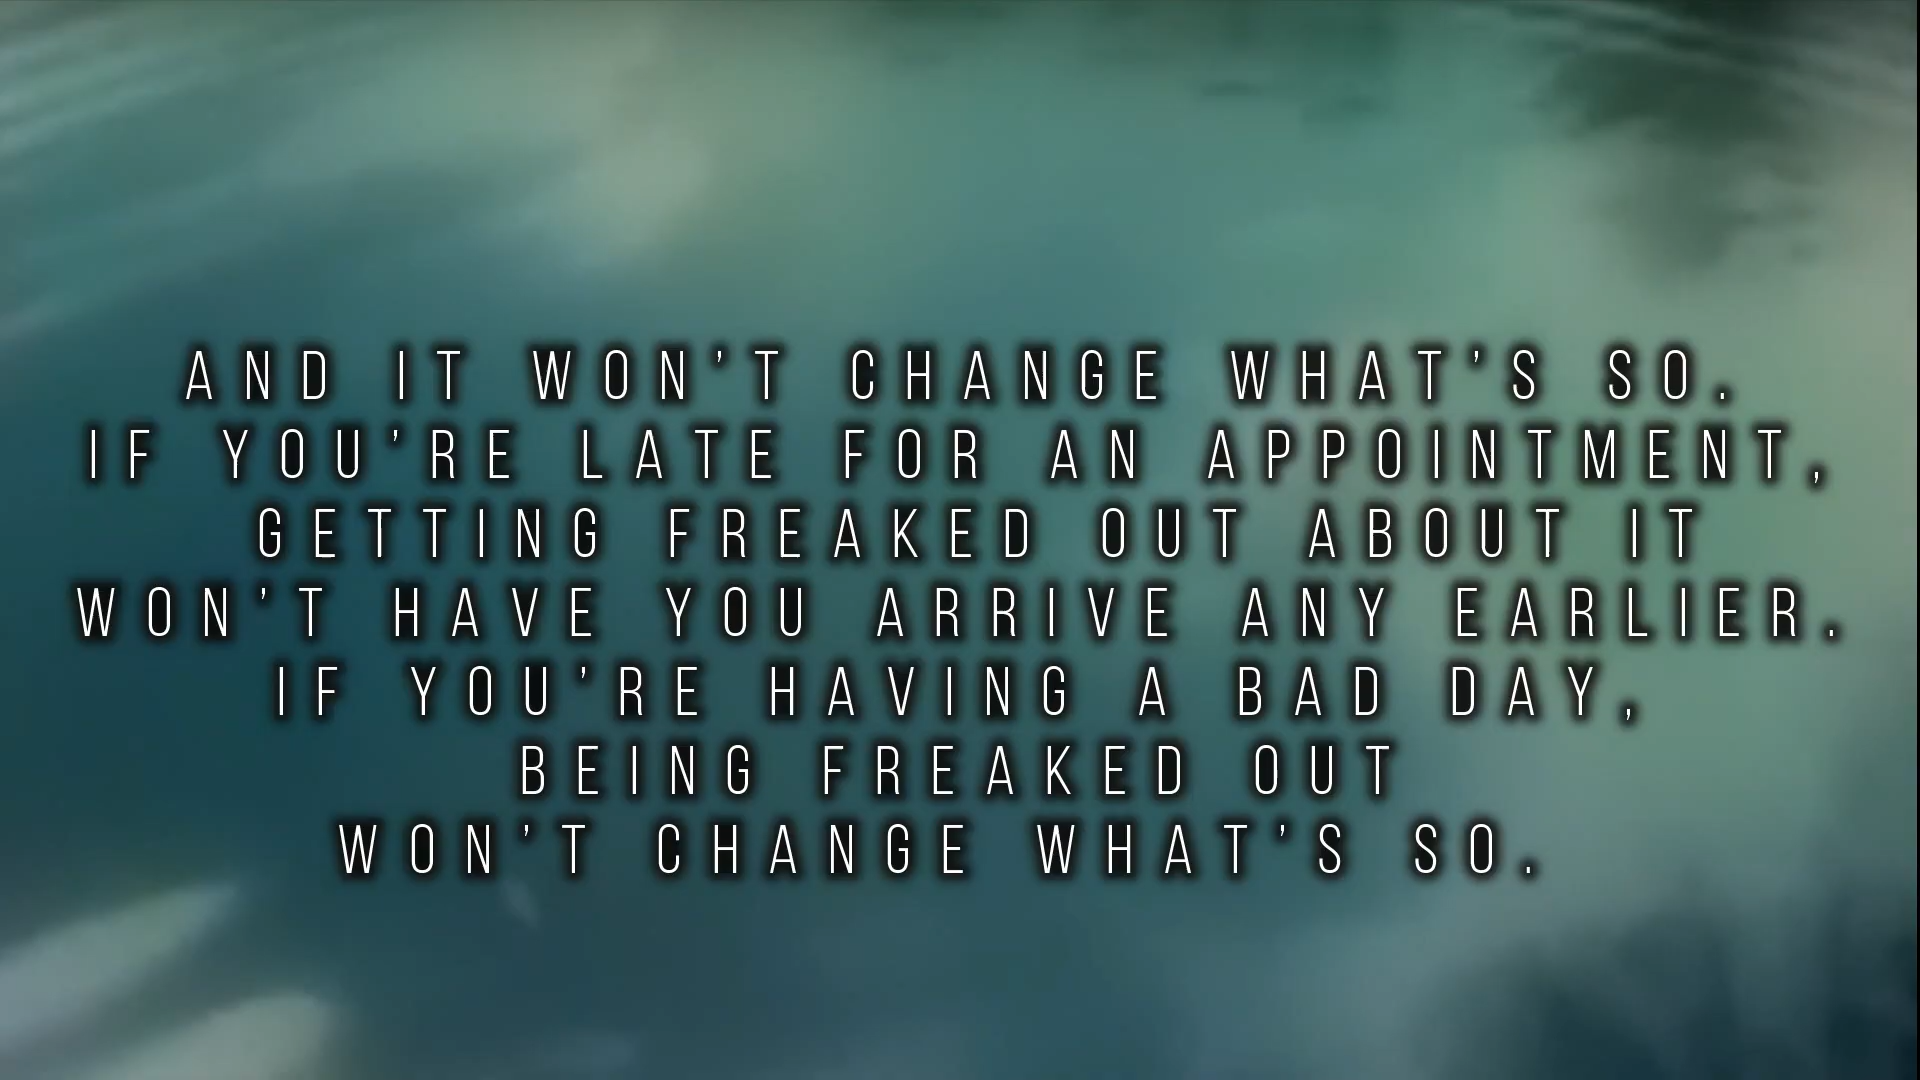 AND IT WON'T CHANGE WHAT'S SO.
IF YOU'RE LATE FOR AN APPOINTMENT,
GETTING FREAKED OUT ABOUT IT
WON'T HAVE YOU ARRIVE ANY EARLIER.
IF YOU'RE HAVING A BAD DAY,
BEING FREAKED OUT
WON'T CHANGE WHAT'S SO.